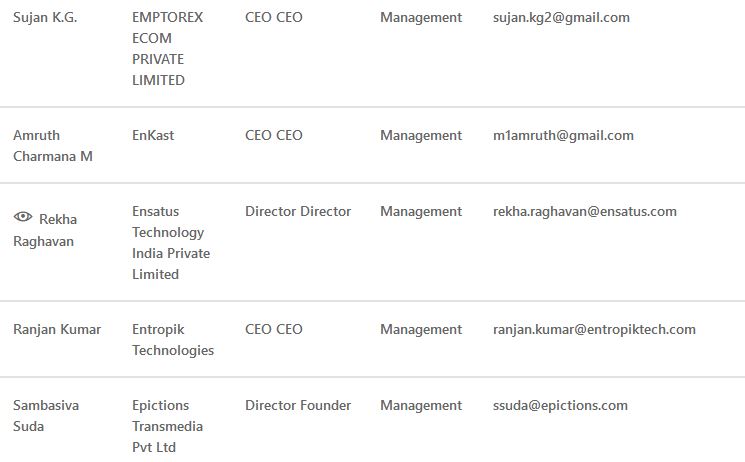 Sujan K.G. EMPTOREX CEO CEO Management sujan.kg2@gmail.com
ECOM
PRIVATE
LIMITED
Amruth EnKast CEO CEO Management m1amruth@gmail.com
Charmana M
Rekha Ensatus Director Director Management rekha.raghavan@ensatus.com
Raghavan Technology
India Private
Limited
Ranjan Kumar Entropik CEO CEO Management ranjan.kumar@entropiktech.com
Technologies
Sambasiva Epictions Director Founder Management ssuda@epictions.com
Suda Transmedia
Pvt Ltd